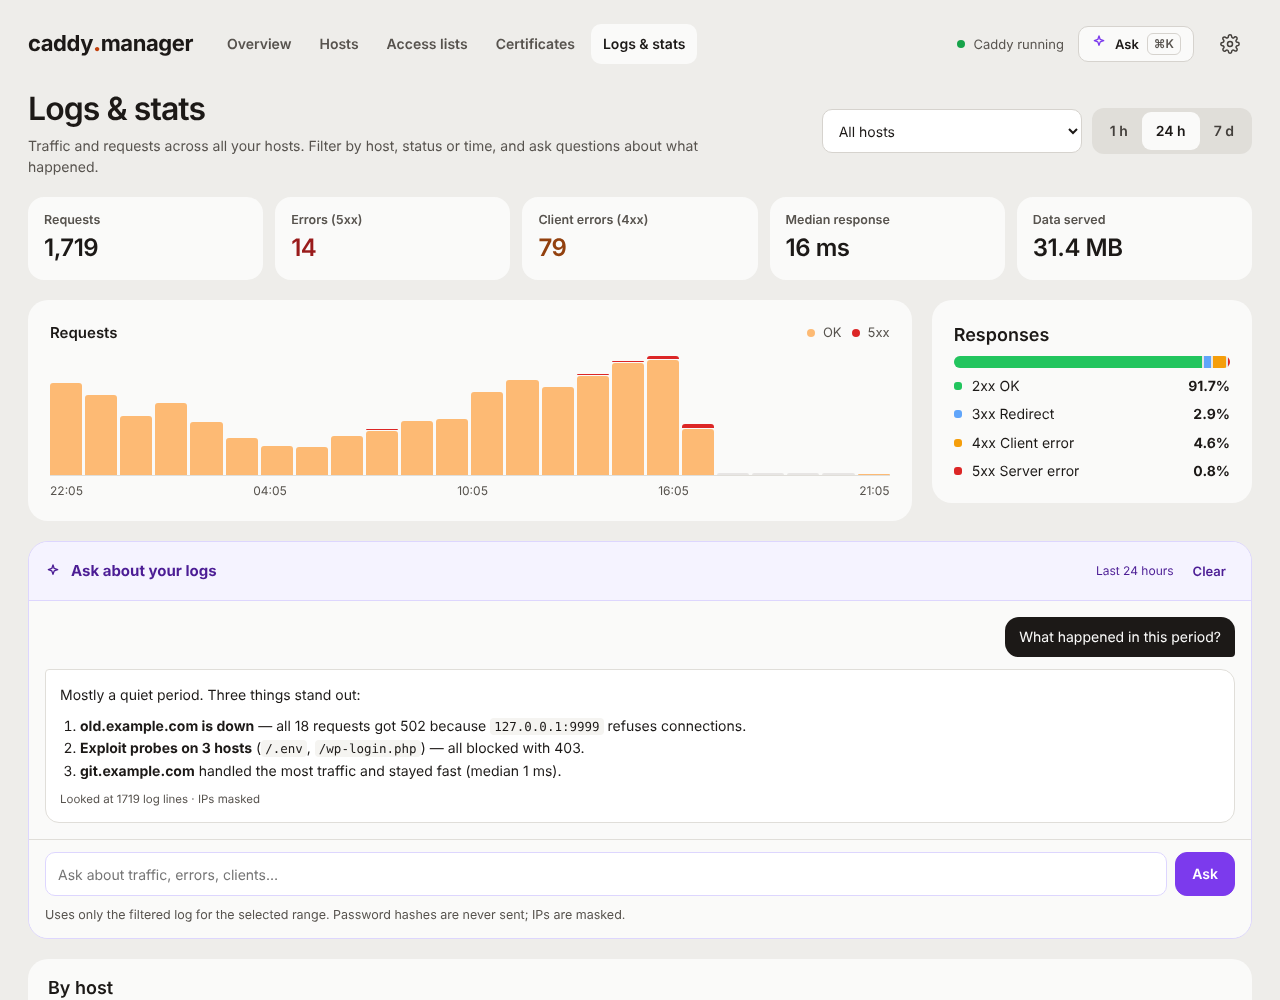 caddy.manager
Overview
Hosts
Access lists
Certificates
Logs & stats
Caddy running
Ask
⌘K
Logs & stats
Traffic and requests across all your hosts. Filter by host, status or time, and ask questions about what
happened.
All hosts
1 h
24 h
7 d
Requests
1,719
Errors (5xx)
14
Client errors (4xx)
79
Median response
16 ms
Data served
31.4 MB
Requests
OK
5xx
22:05
04:05
10:05
16:05
21:05
Responses
2xx OK 91.7%
3xx Redirect 2.9%
4xx Client error 4.6%
5xx Server error 0.8%
Ask about your logs
Last 24 hours
Clear
What happened in this period?
Mostly a quiet period. Three things stand out:
1. old.example.com is down — all 18 requests got 502 because 127.0.0.1:9999 refuses connections.
2. Exploit probes on 3 hosts ( /.env , /wp-login.php ) — all blocked with 403.
3. git.example.com handled the most traffic and stayed fast (median 1 ms).
Looked at 1719 log lines · IPs masked
Ask about traffic, errors, clients...
Ask
Uses only the filtered log for the selected range. Password hashes are never sent; IPs are masked.
By host